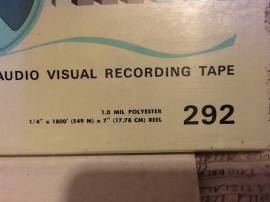 AUDIO VISUAL RECORDING TAPE
1.0 MIL POLYESTER
1/4" x 1800' (549 M) x 7" (17.78 CM) REEL
292